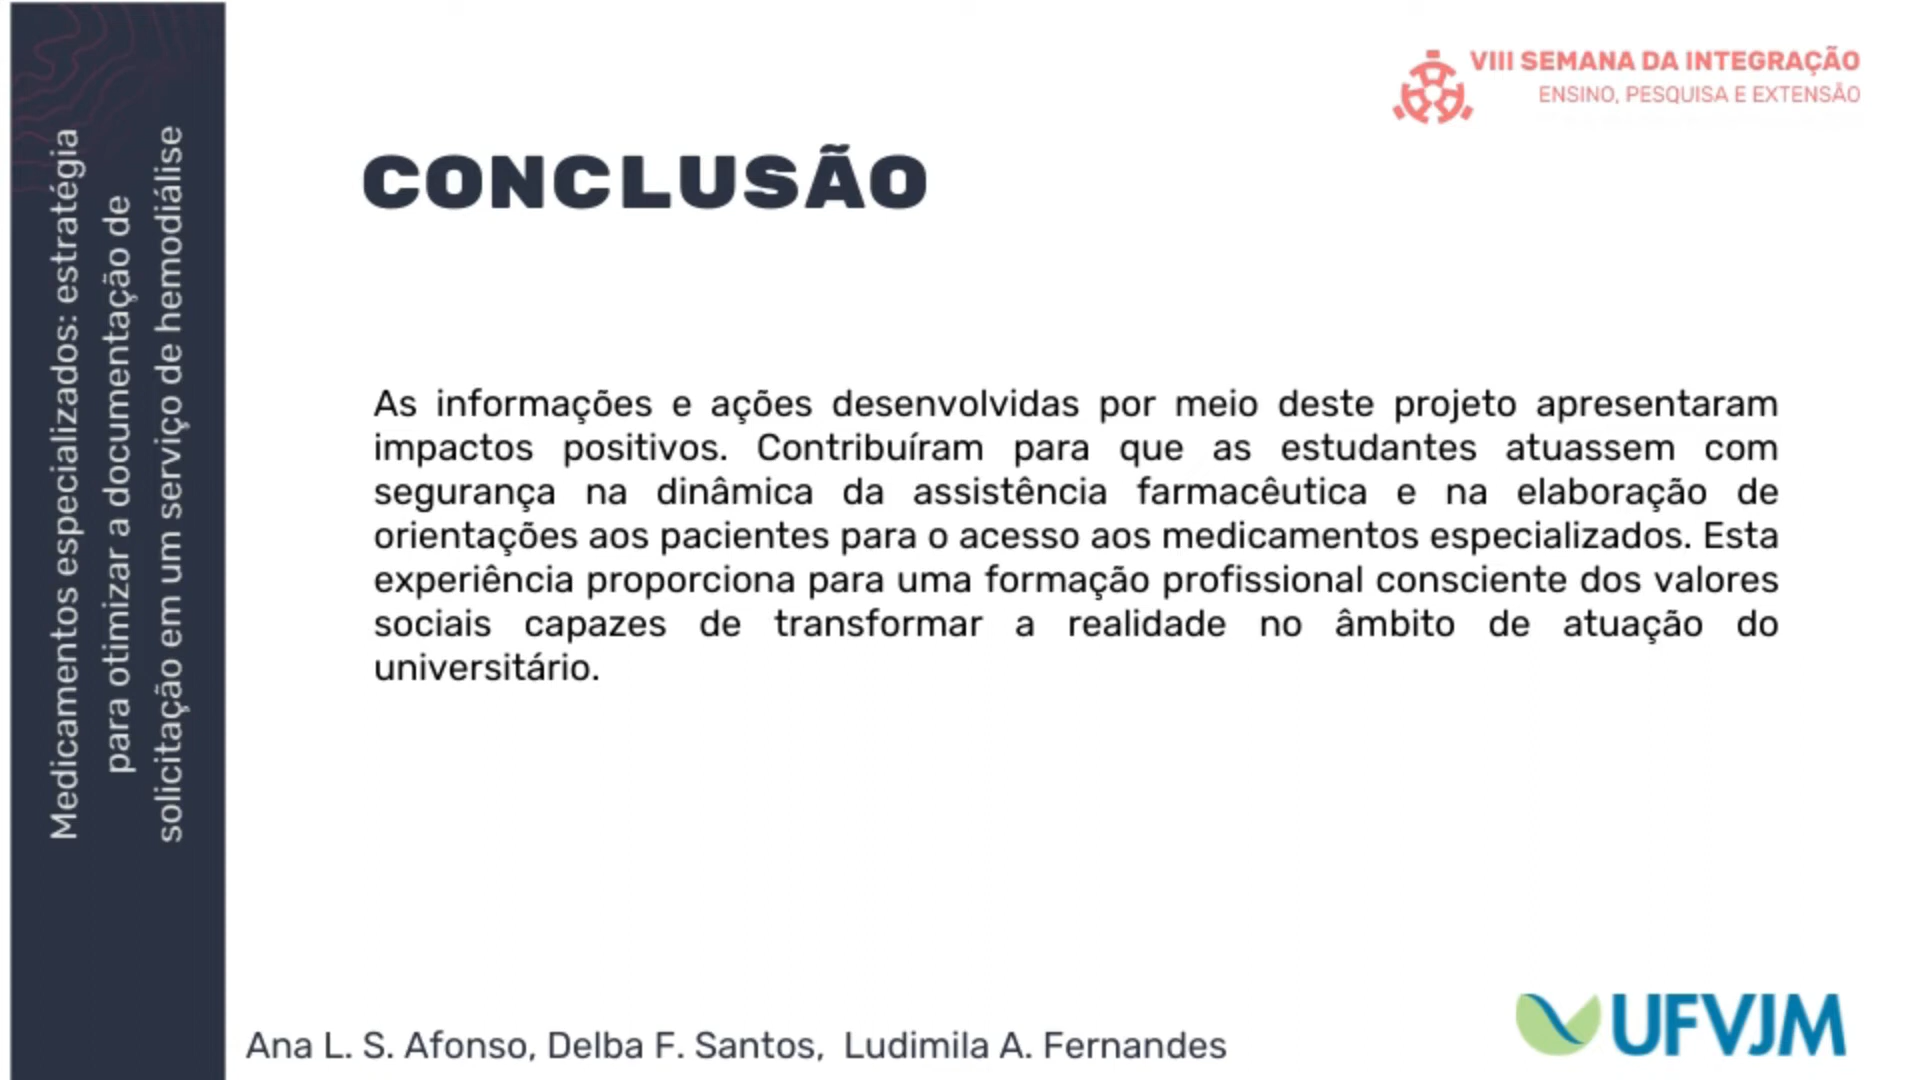 Medicamentos especializados: estratégia
para otimizar a documentação de
solicitação em um serviço de hemodiálise
VIII SEMANA DA INTEGRAÇÃO
ENSINO, PESQUISA E EXTENSÃO
CONCLUSÃO
As informações e ações desenvolvidas por meio deste projeto apresentaram
impactos positivos. Contribuíram para que as estudantes atuassem com
segurança na dinâmica da assistência farmacêutica e na elaboração de
orientações aos pacientes para o acesso aos medicamentos especializados. Esta
experiência proporciona para uma formação profissional consciente dos valores
sociais capazes de transformar a realidade no âmbito de atuação do
universitário.
Ana L. S. Afonso, Delba F. Santos, Ludimila A. Fernandes
UFVJM